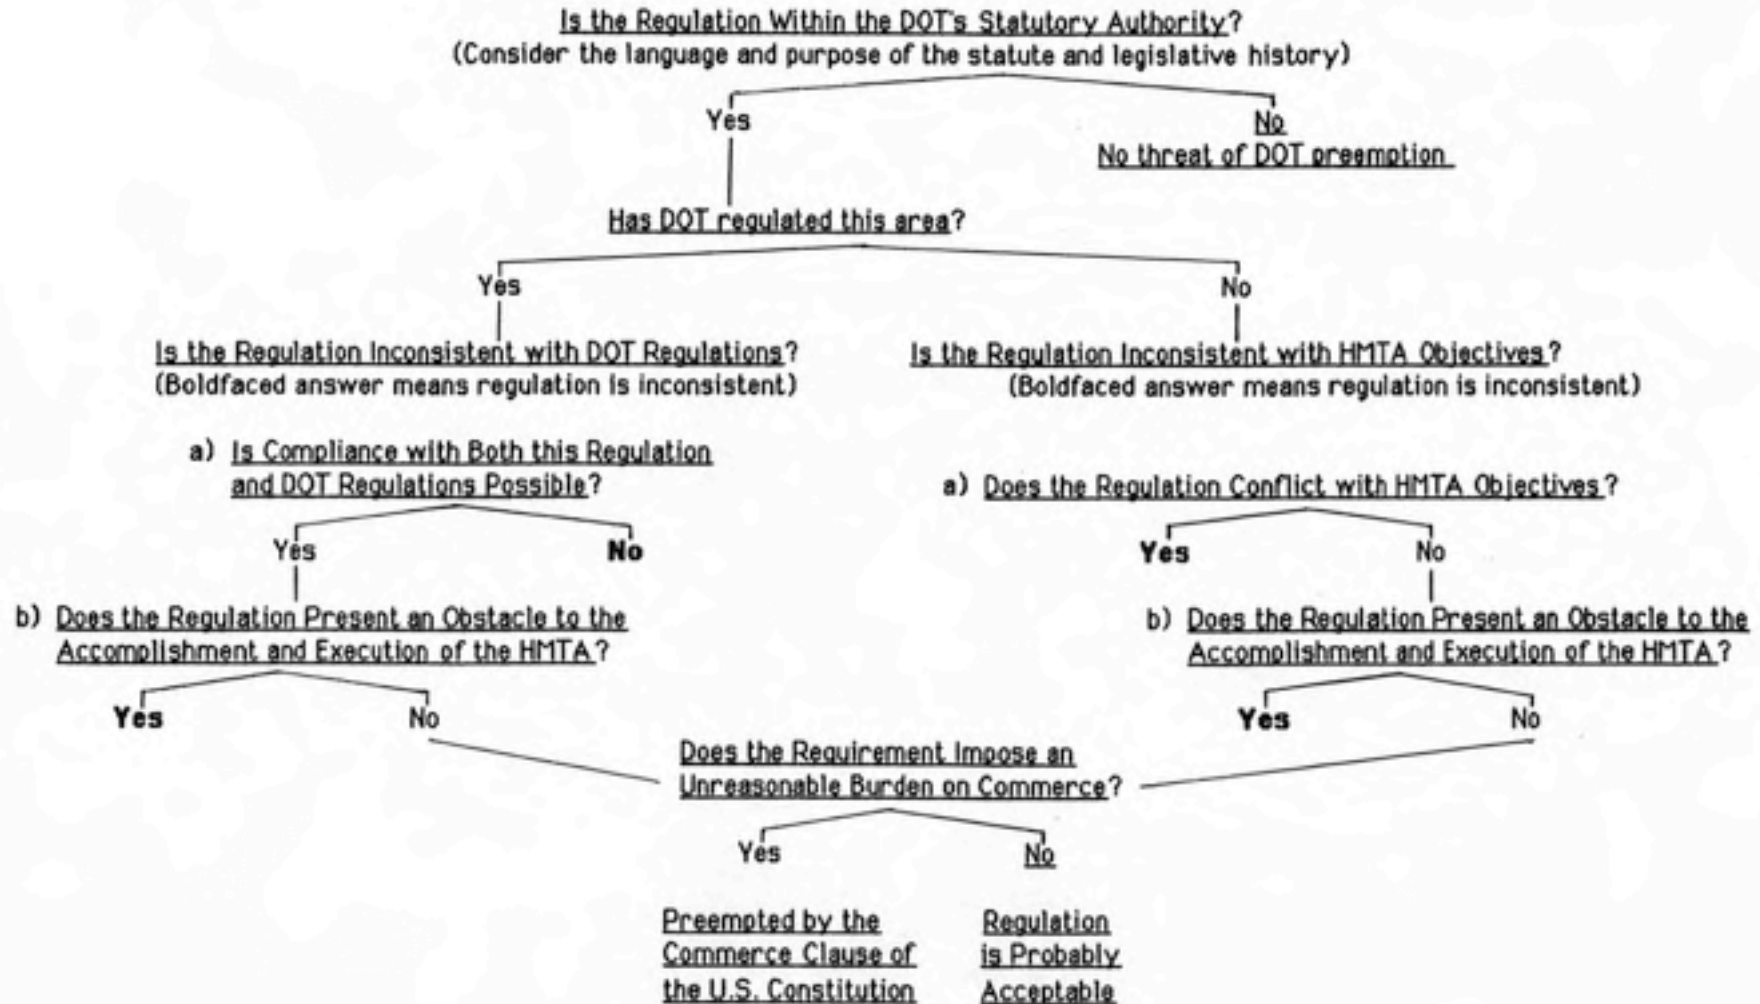 Is the Regulation Within the DOT's Statutory Authority?
(Consider the language and purpose of the statute and legislative history)
Yes
No
No threat of DOT preemption
Has DOT regulated this area?
Yes
No
Is the Regulation Inconsistent with DOT Regulations?
(Boldfaced answer means regulation is inconsistent)
Is the Regulation Inconsistent with HMTA Objectives?
(Boldfaced answer means regulation is inconsistent)
a) Is Compliance with Both this Regulation
and DOT Regulations Possible?
a) Does the Regulation Conflict with HMTA Objectives?
Yes
No
Yes
No
b) Does the Regulation Present an Obstacle to the
Accomplishment and Execution of the HMTA?
b) Does the Regulation Present an Obstacle to the
Accomplishment and Execution of the HMTA?
Yes
No
Yes
No
Does the Requirement Impose an
Unreasonable Burden on Commerce?
Yes
No
Preempted by the
Commerce Clause of
the U.S. Constitution
Regulation
is Probably
Acceptable